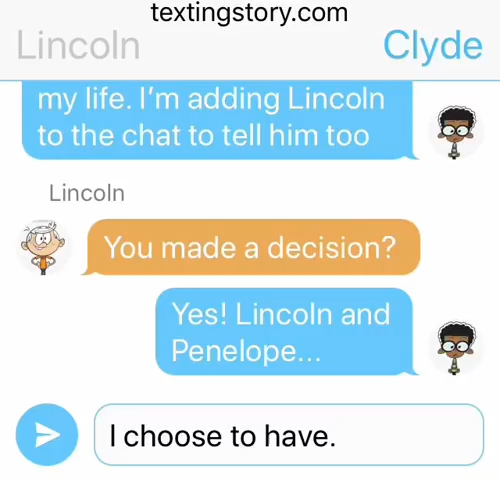 textingstory.com
Lincoln
Clyde
my life. I'm adding Lincoln
to the chat to tell him too
Lincoln
You made a decision?
Yes! Lincoln and
Penelope...
I choose to have.